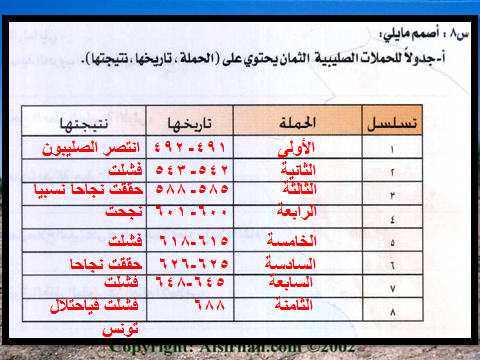 س٨ : أصمم مايلي:
أ- جدولاً للحملات الصليبية الثمان يحتوي على (الحملة ، تاريخها، نتيجتها).
تسلسل الحملة تاريخها نتيجتها
١ الأولى ٤٩١-٤٩٢ انتصر الصليبون
٢ الثانية ٥٤٢-٥٤٣ فشلت
٣ الثالثة ٥٨٥-٥٨٨ حققت نجاحا نسبيا
٤ الرابعة ٦٠٠-٦٠١ نجحت
٥ الخامسة ٦١٥-٦١٨ فشلت
٦ السادسة ٦٢٥-٦٢٦ حققت نجاحا
٧ السابعة ٦٤٥-٦٤٨ فشلت
٨ الثامنة ٦٨٨ فشلت فياحتلال
تونس
Copyright: Alsirhan.com ©2002